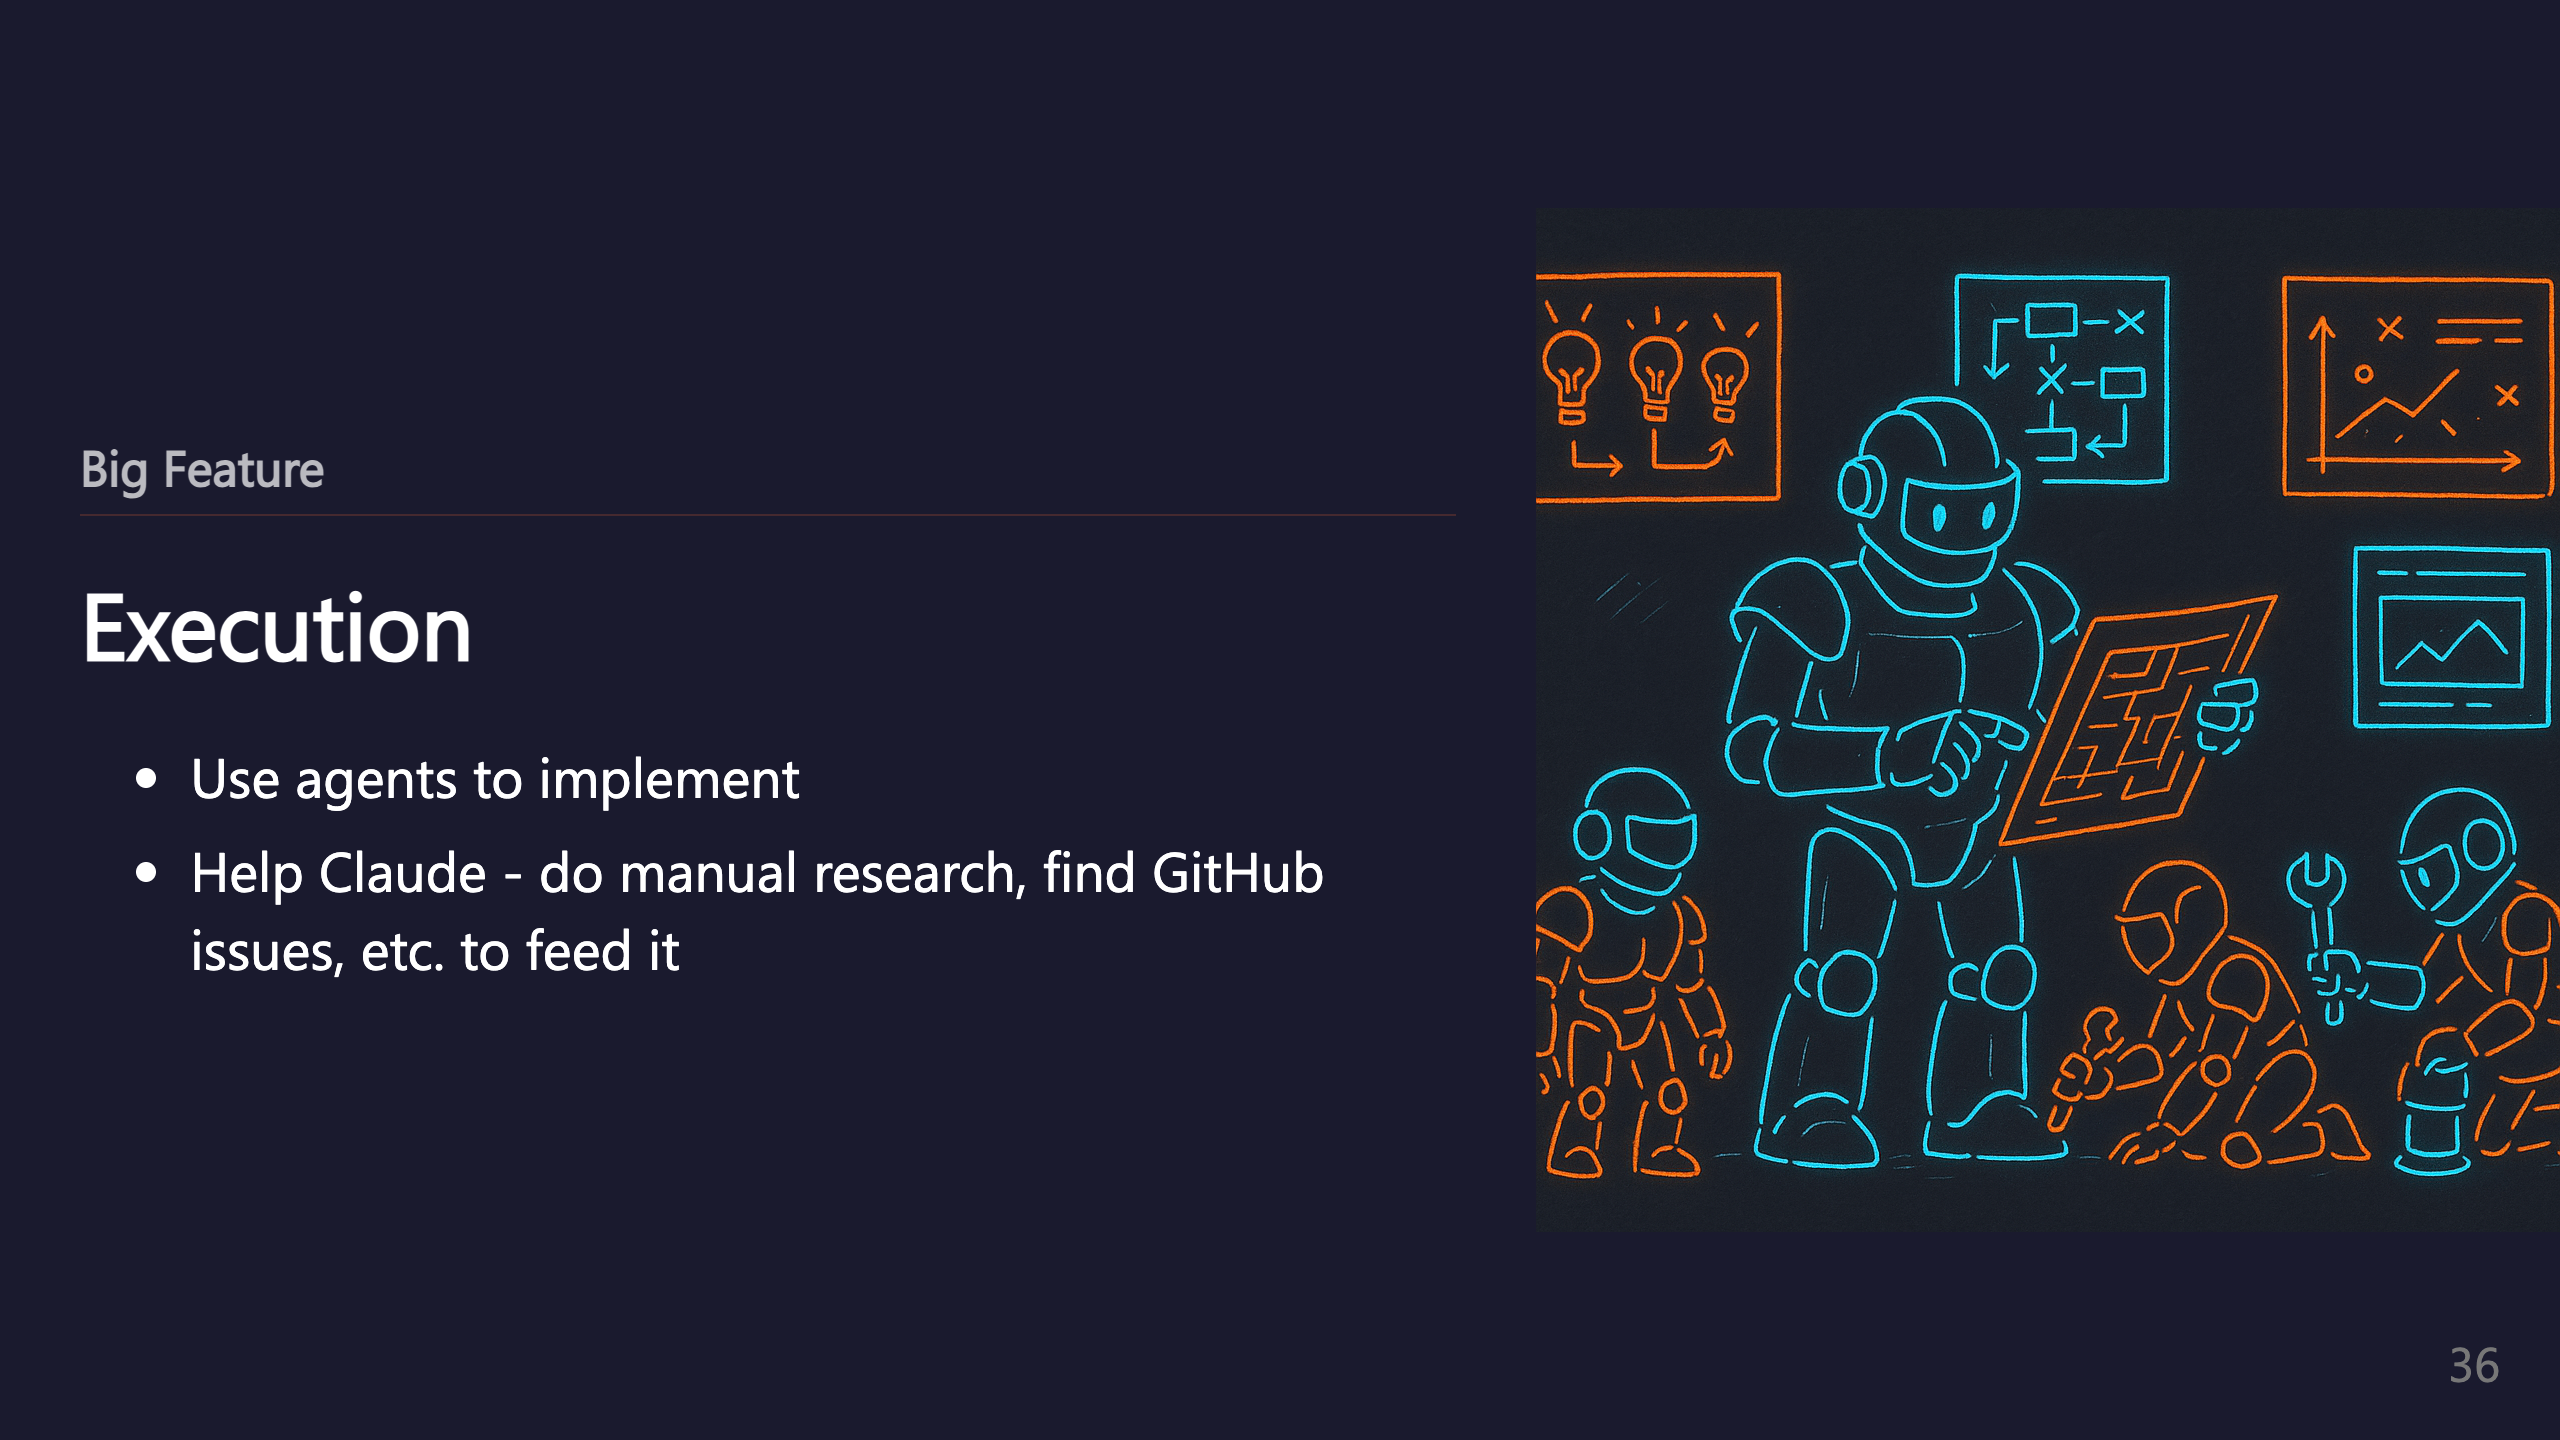 Big Feature
Execution
• Use agents to implement
• Help Claude - do manual research, find GitHub
issues, etc. to feed it
36